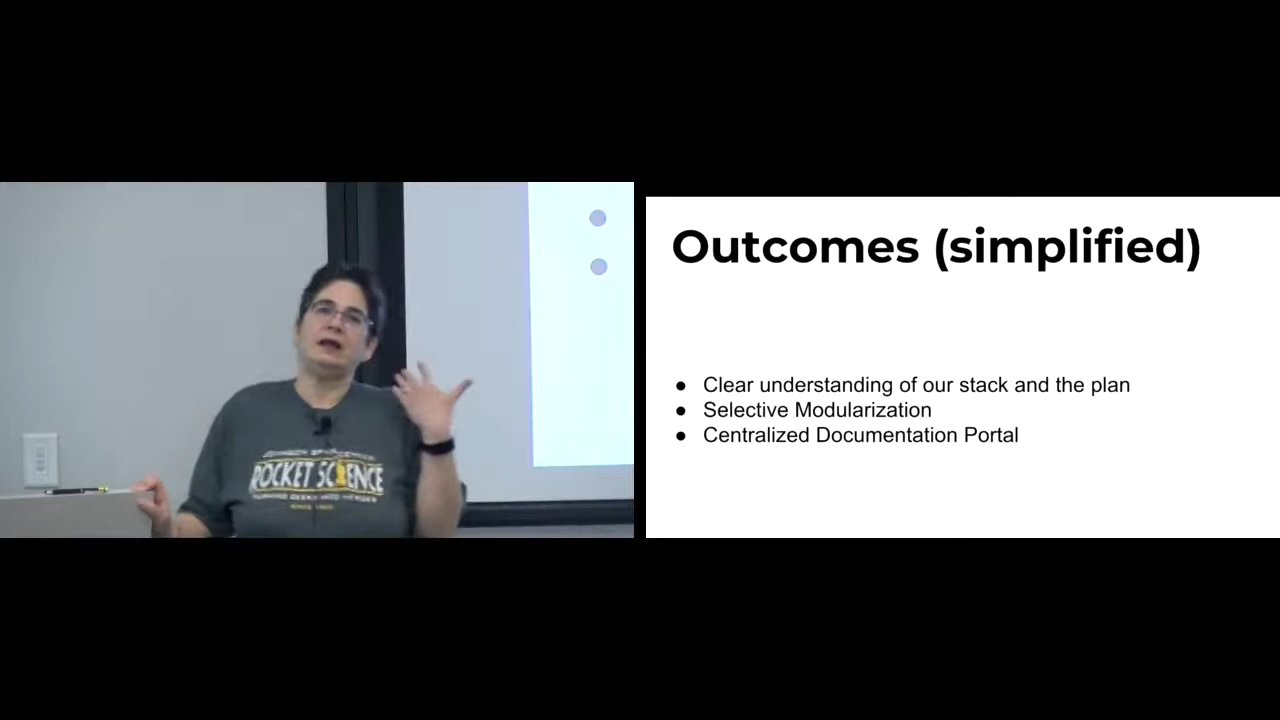 ROCKET SCIENCE
Outcomes (simplified)
● Clear understanding of our stack and the plan
● Selective Modularization
● Centralized Documentation Portal